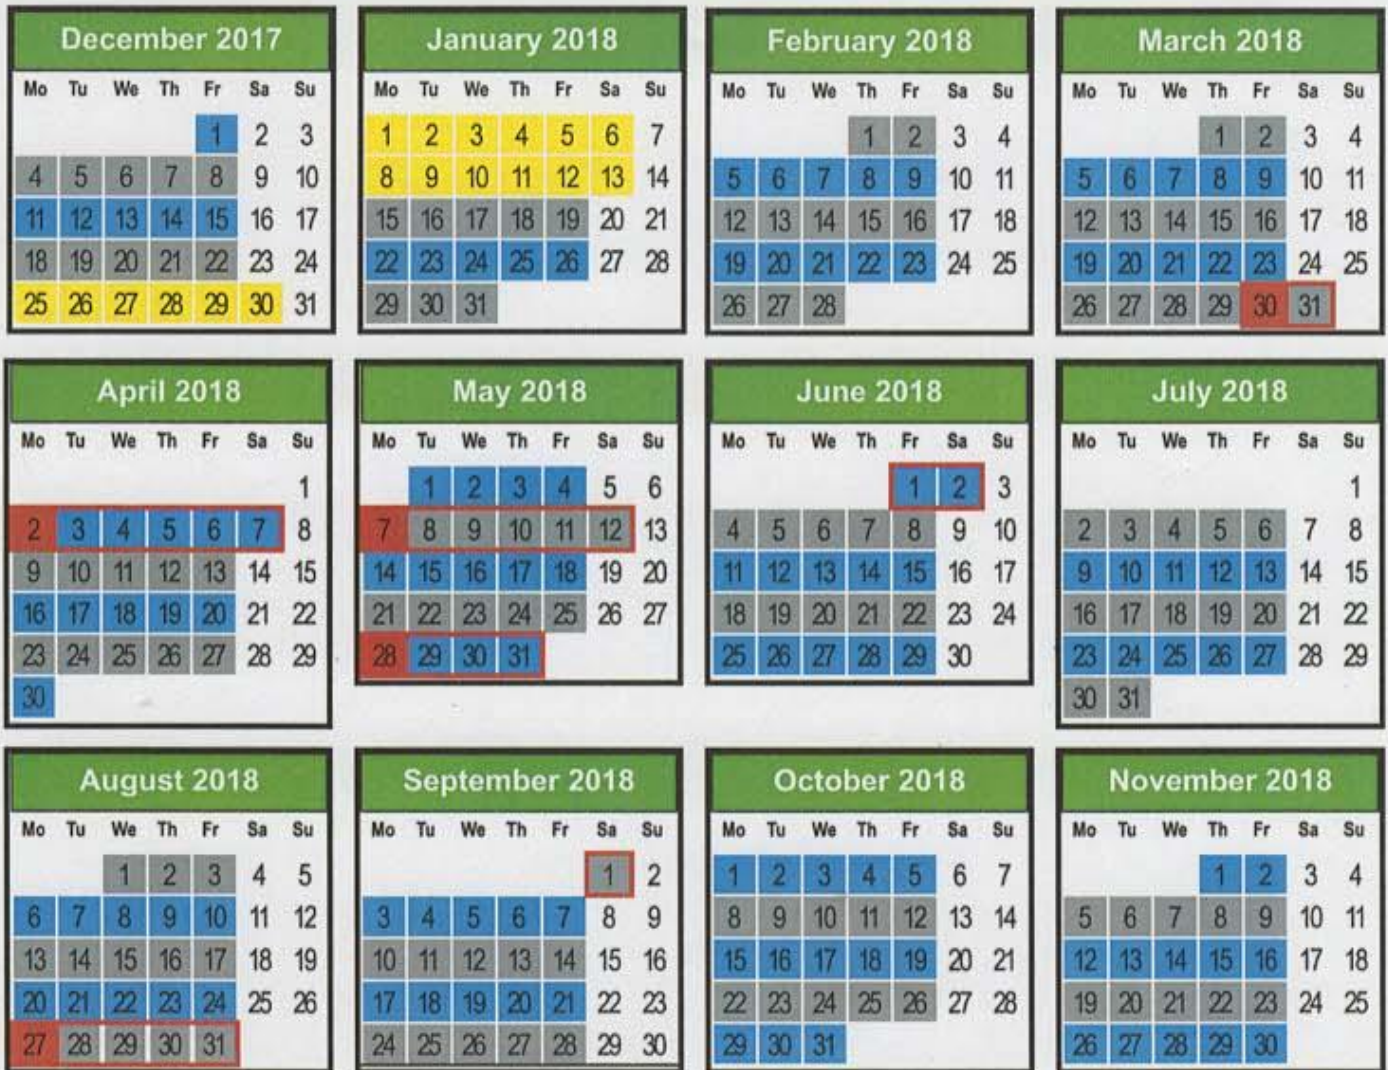 December 2017
Mo Tu We Th Fr Sa Su
1 2 3
4 5 6 7 8 9 10
11 12 13 14 15 16 17
18 19 20 21 22 23 24
25 26 27 28 29 30 31
January 2018
Mo Tu We Th Fr Sa Su
1 2 3 4 5 6 7
8 9 10 11 12 13 14
15 16 17 18 19 20 21
22 23 24 25 26 27 28
29 30 31
February 2018
Mo Tu We Th Fr Sa Su
1 2 3 4
5 6 7 8 9 10 11
12 13 14 15 16 17 18
19 20 21 22 23 24 25
26 27 28
March 2018
Mo Tu We Th Fr Sa Su
1 2 3 4
5 6 7 8 9 10 11
12 13 14 15 16 17 18
19 20 21 22 23 24 25
26 27 28 29 30 31
April 2018
Mo Tu We Th Fr Sa Su
1
2 3 4 5 6 7 8
9 10 11 12 13 14 15
16 17 18 19 20 21 22
23 24 25 26 27 28 29
30
May 2018
Mo Tu We Th Fr Sa Su
1 2 3 4 5 6
7 8 9 10 11 12 13
14 15 16 17 18 19 20
21 22 23 24 25 26 27
28 29 30 31
June 2018
Mo Tu We Th Fr Sa Su
1 2 3
4 5 6 7 8 9 10
11 12 13 14 15 16 17
18 19 20 21 22 23 24
25 26 27 28 29 30
July 2018
Mo Tu We Th Fr Sa Su
1
2 3 4 5 6 7 8
9 10 11 12 13 14 15
16 17 18 19 20 21 22
23 24 25 26 27 28 29
30 31
August 2018
Mo Tu We Th Fr Sa Su
1 2 3 4 5
6 7 8 9 10 11 12
13 14 15 16 17 18 19
20 21 22 23 24 25 26
27 28 29 30 31
September 2018
Mo Tu We Th Fr Sa Su
1 2
3 4 5 6 7 8 9
10 11 12 13 14 15 16
17 18 19 20 21 22 23
24 25 26 27 28 29 30
October 2018
Mo Tu We Th Fr Sa Su
1 2 3 4 5 6 7
8 9 10 11 12 13 14
15 16 17 18 19 20 21
22 23 24 25 26 27 28
29 30 31
November 2018
Mo Tu We Th Fr Sa Su
1 2 3 4
5 6 7 8 9 10 11
12 13 14 15 16 17 18
19 20 21 22 23 24 25
26 27 28 29 30